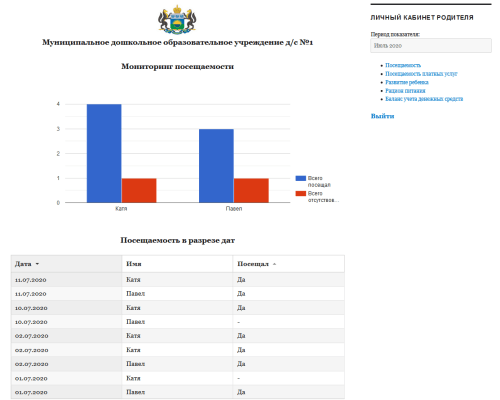 Муниципальное дошкольное образовательное учреждение д/с №1
Мониторинг посещаемости
4
3
2
1
0
Катя
Павел
Всего
посещал
Всего
отсутствов...
Посещаемость в разрезе дат
Дата Имя Посещал
11.07.2020 Катя Да
11.07.2020 Павел Да
10.07.2020 Катя Да
10.07.2020 Павел -
02.07.2020 Катя Да
02.07.2020 Катя Да
02.07.2020 Павел Да
01.07.2020 Катя -
01.07.2020 Павел Да
ЛИЧНЫЙ КАБИНЕТ РОДИТЕЛЯ
Период показателя:
Июль 2020
Посещаемость
Посещаемость платных услуг
Развитие ребенка
Рацион питания
Баланс учета денежных средств
Выйти